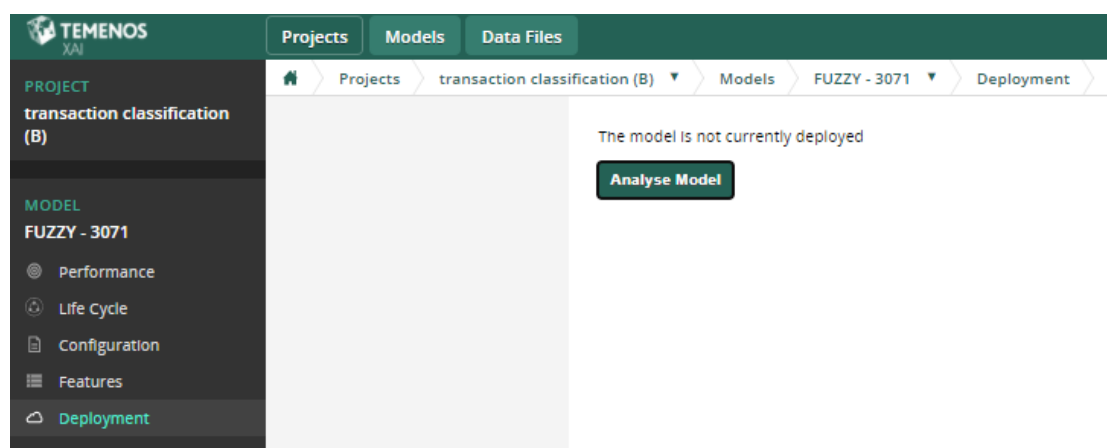 TEMENOS
XAI
Projects Models Data Files
PROJECT
transaction classification
(B)
MODEL
FUZZY - 3071
Performance
Life Cycle
Configuration
Features
Deployment
Projects transaction classification (B) ▼ Models FUZZY - 3071 ▼ Deployment
The model is not currently deployed
Analyse Model